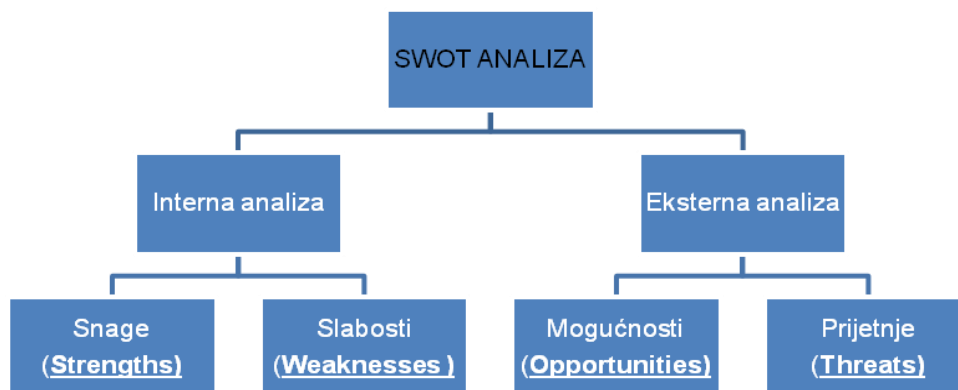 SWOT ANALIZA
Interna analiza
Eksterna analiza
Snage
(Strengths)
Slabosti
(Weaknesses )
Mogućnosti
(Opportunities)
Prijetnje
(Threats)